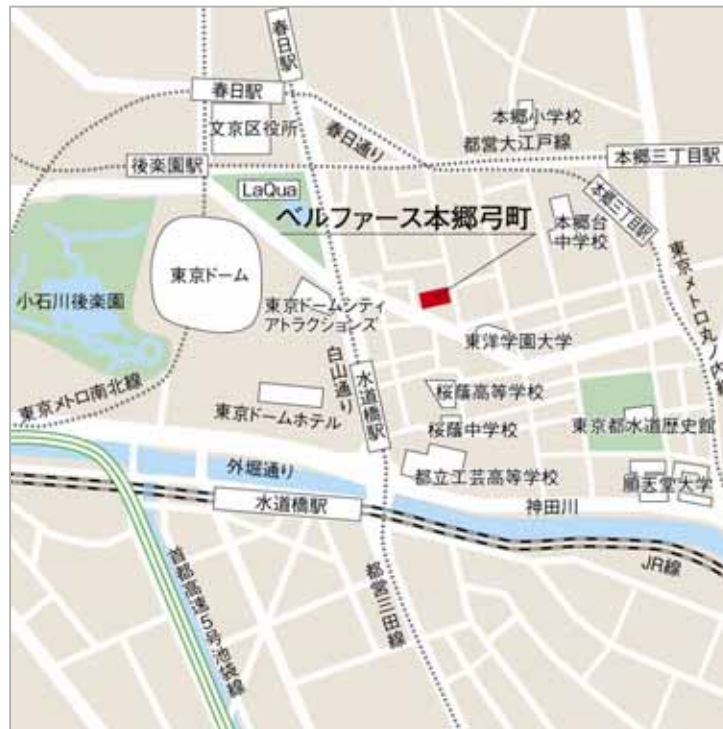 春日駅
春日駅
文京区役所
春日通り
本郷小学校
都営大江戸線
本郷三丁目駅
後楽園駅
LaQua
本郷三丁目駅
ベルファース本郷弓町
本郷台
中学校
東京ドーム
小石川後楽園
東京ドームシティ
アトラクションズ
東洋学園大学
東京メトロ丸ノ内
白山通り
水道橋駅
桜蔭高等学校
東京メトロ南北線
東京ドームホテル
桜蔭中学校
東京都水道歴史館
外堀通り
都立工芸高等学校
順天堂大学
水道橋駅
神田川
JR線
首都高速5号池袋線
都営三田線